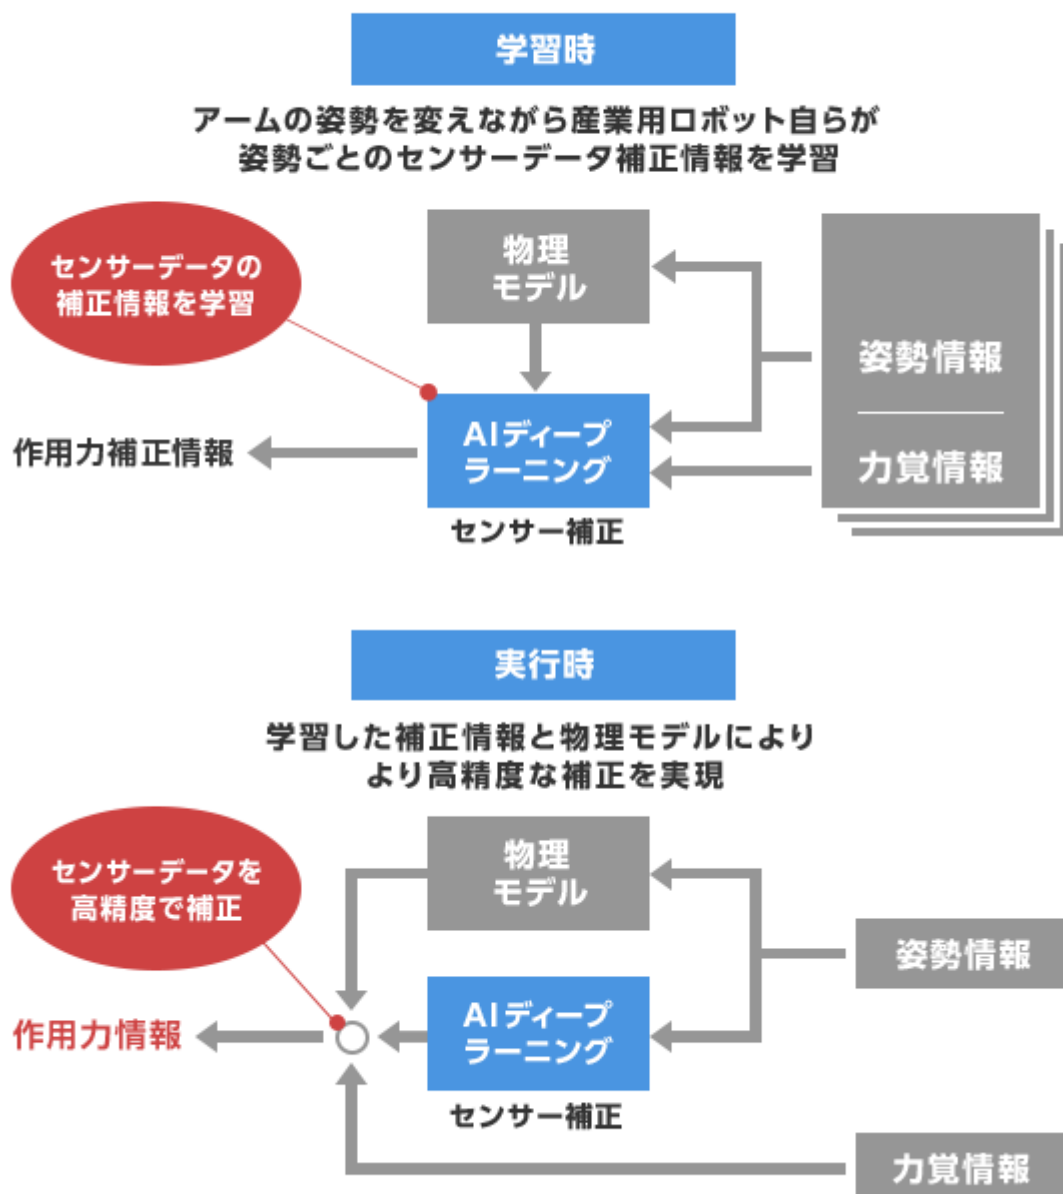 学習時
アームの姿勢を変えながら産業用ロボット自らが
姿勢ごとのセンサーデータ補正情報を学習
センサーデータの
補正情報を学習
物理
モデル
姿勢情報
力覚情報
AIディープ
ラーニング
センサー補正
作用力補正情報
実行時
学習した補正情報と物理モデルにより
より高精度な補正を実現
センサーデータを
高精度で補正
物理
モデル
姿勢情報
AIディープ
ラーニング
センサー補正
作用力情報
力覚情報